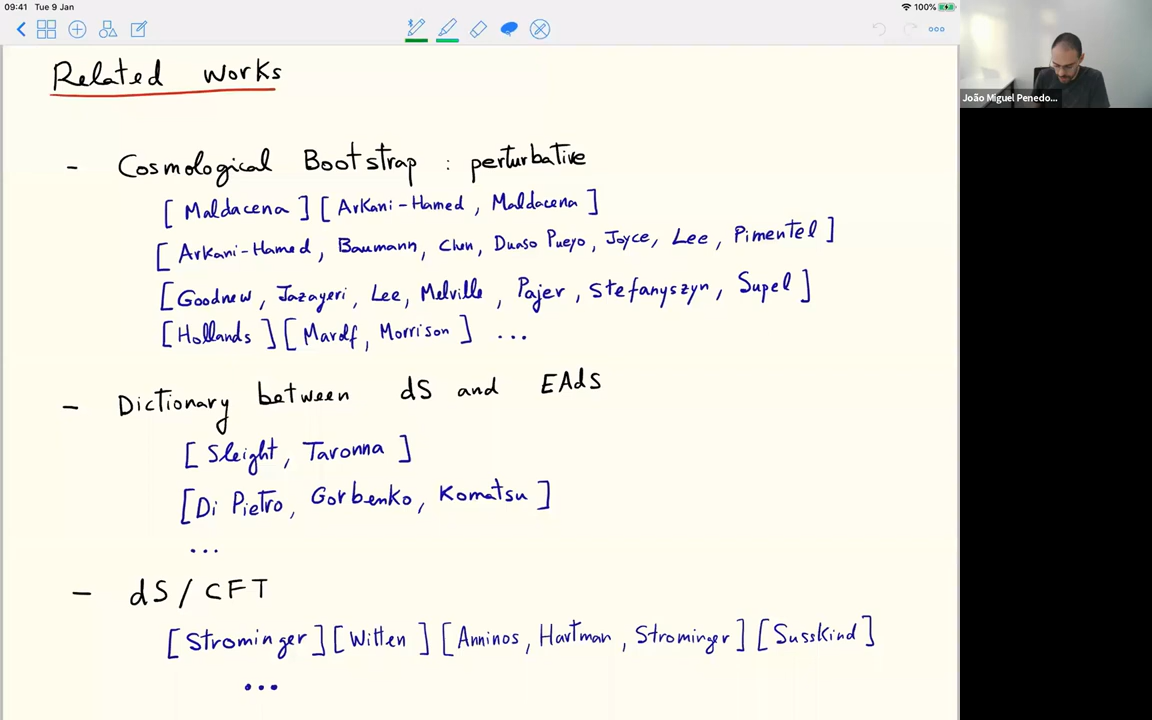 09:41 Tue 9 Jan
100%
Related works
João Miguel Penedo...
- Cosmological Bootstrap : perturbative
[Maldacena] [Arkani-Hamed, Maldacena]
[Arkani-Hamed, Baumann, Chen, Duaso Pueyo, Joyce, Lee, Pimentel]
[Goodhew, Jazayeri, Lee, Melville, Pajer, Stefanyszyn, Supel]
[Hollands] [Marolf, Morrison] ...
- Dictionary between dS and EAdS
[Sleight, Taronna]
[Di Pietro, Gorbenko, Komatsu]
...
- dS/CFT
[Strominger] [Witten] [Anninos, Hartman, Strominger] [Susskind]
...